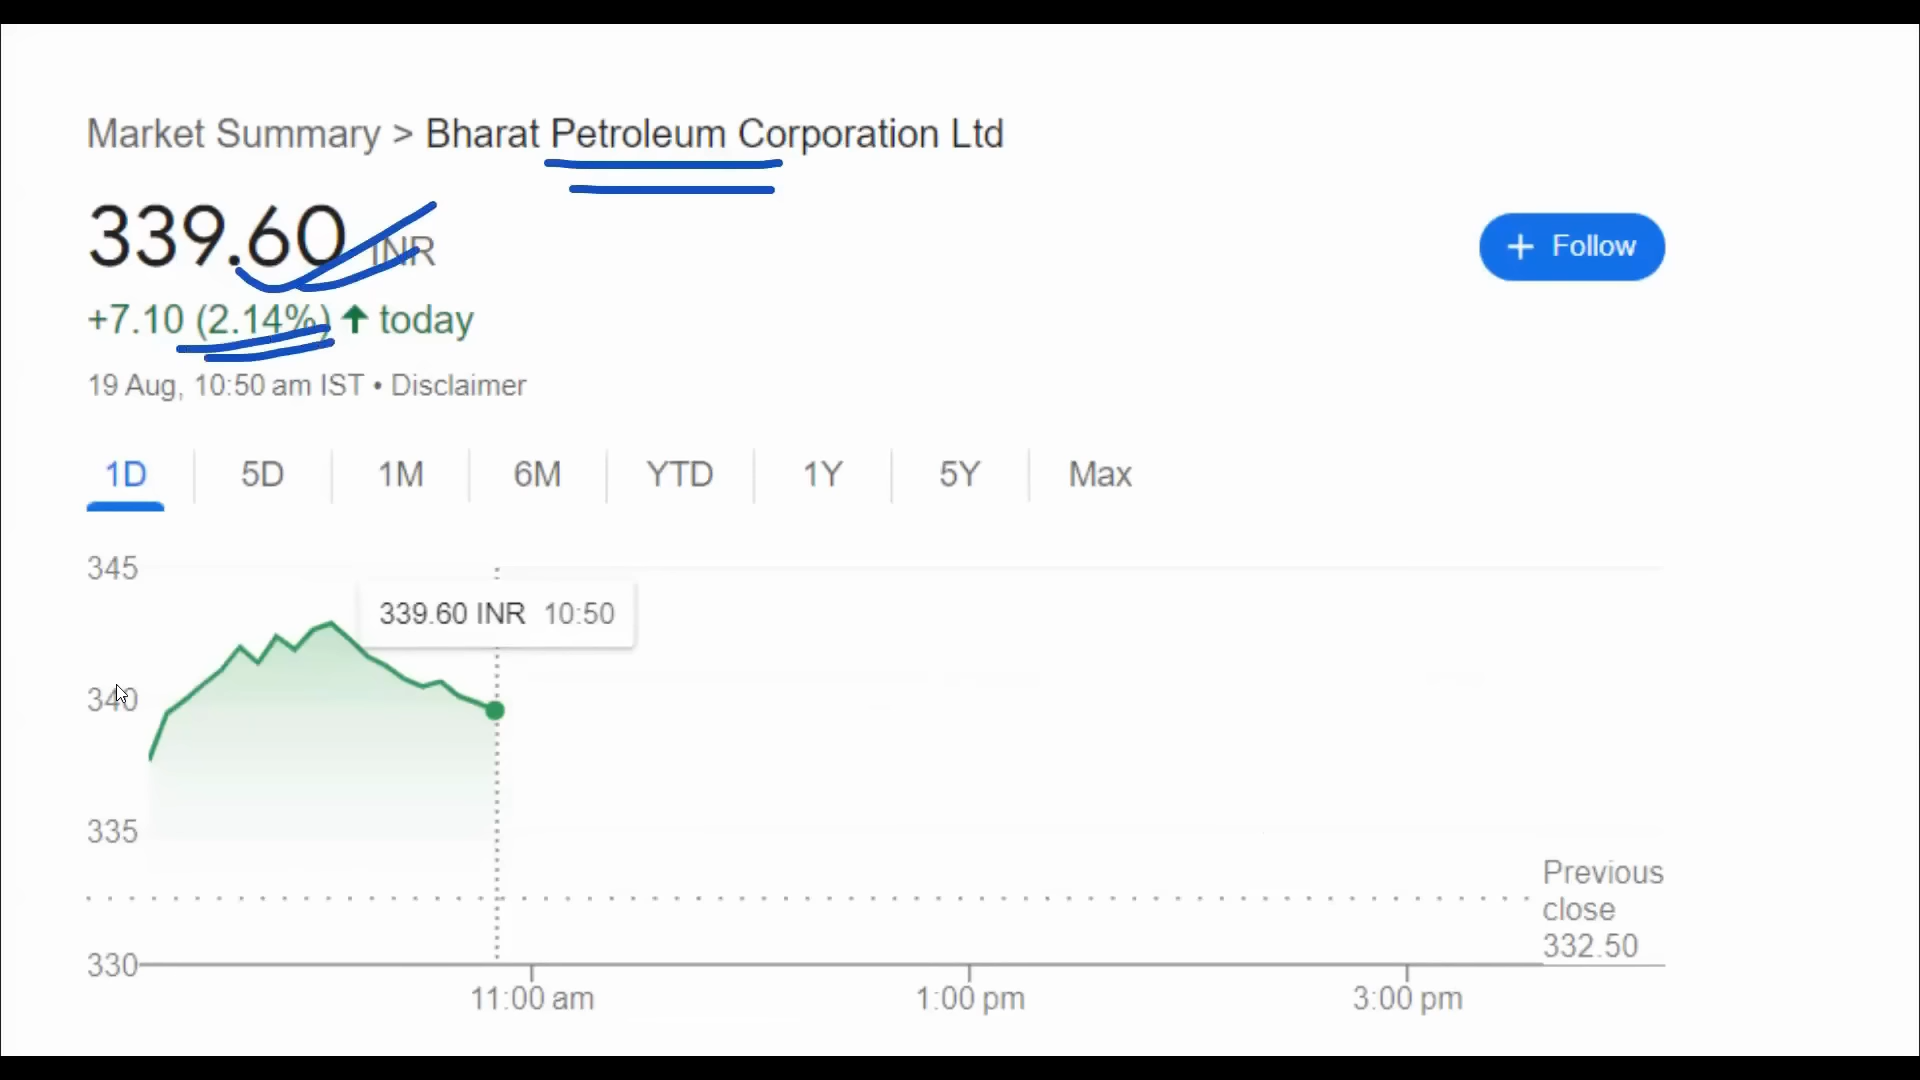 Market Summary > Bharat Petroleum Corporation Ltd
339.60 INR
+ Follow
+7.10 (2.14%) ↑ today
19 Aug, 10:50 am IST • Disclaimer
1D 5D 1M 6M YTD 1Y 5Y Max
345
339.60 INR 10:50
340
335
Previous
close
332.50
330
11:00 am 1:00 pm 3:00 pm